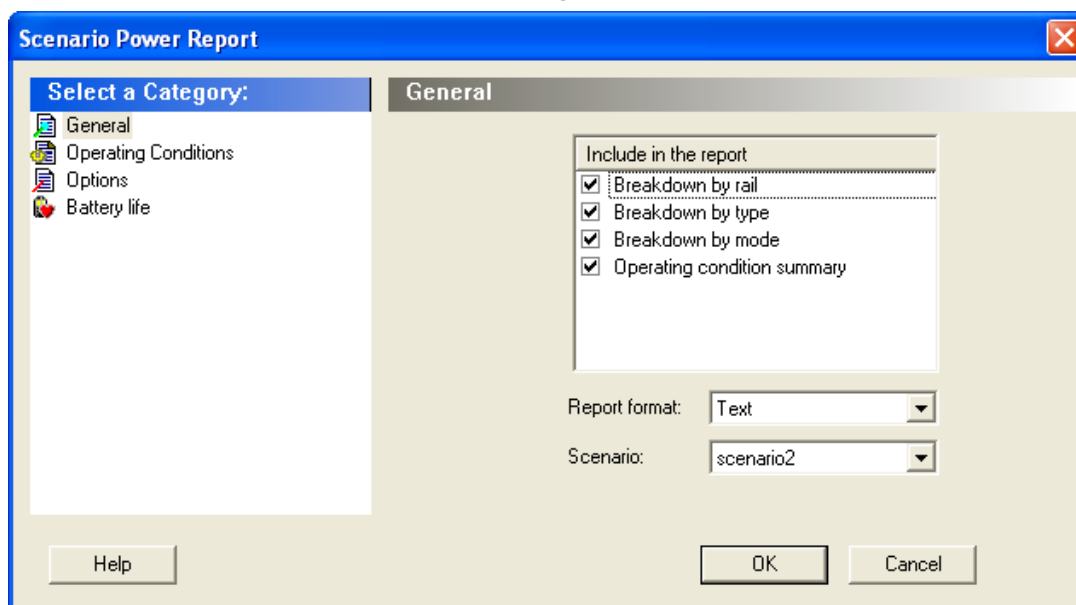 Scenario Power Report
Select a Category:
General
Operating Conditions
Options
Battery life
General
Include in the report
Breakdown by rail
Breakdown by type
Breakdown by mode
Operating condition summary
Report format: Text
Scenario: scenario2
Help
OK
Cancel